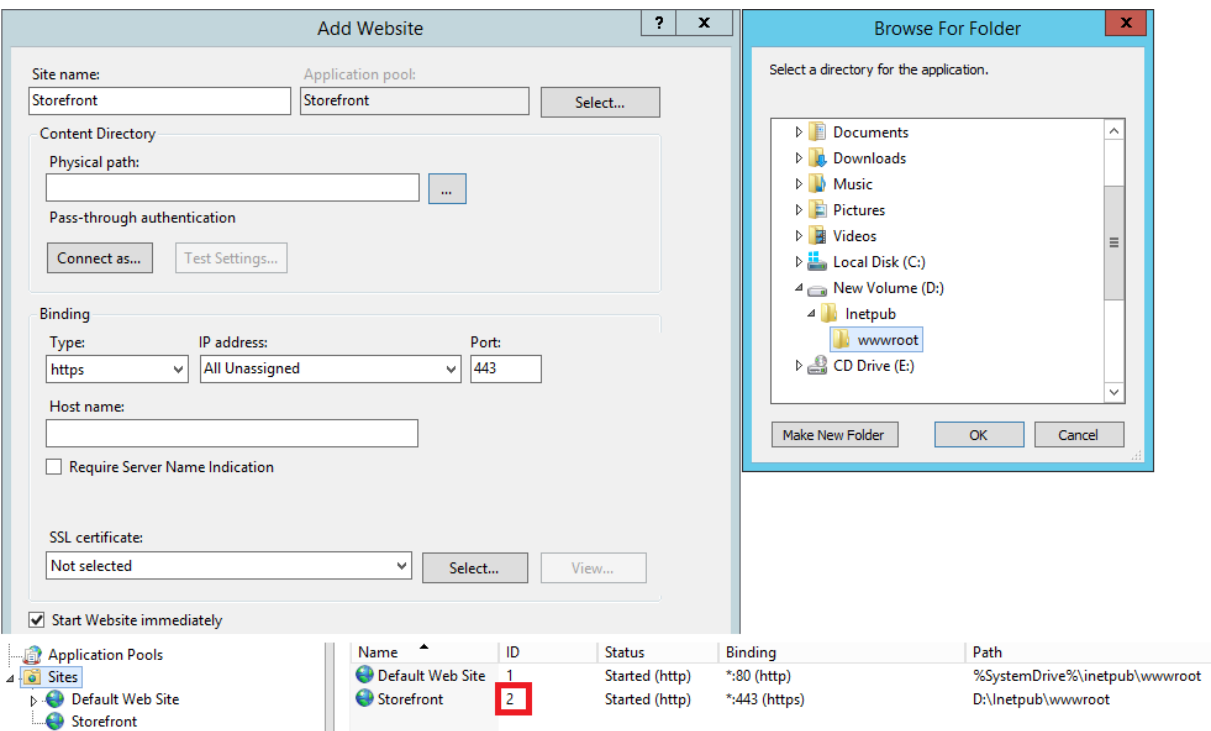 Add Website
? x
Site name:
Application pool:
Storefront
Storefront
Select...
Content Directory
Physical path:
...
Pass-through authentication
Connect as...
Test Settings...
Binding
Type:
IP address:
Port:
https
All Unassigned
443
Host name:
Require Server Name Indication
SSL certificate:
Not selected
Select...
View...
Start Website immediately
Browse For Folder
x
Select a directory for the application.
Documents
Downloads
Music
Pictures
Videos
Local Disk (C:)
New Volume (D:)
Inetpub
wwwroot
CD Drive (E:)
Make New Folder
OK
Cancel
Application Pools
Sites
Default Web Site
Storefront
Name ID Status Binding Path
Default Web Site 1 Started (http) *:80 (http) %SystemDrive%\inetpub\wwwroot
Storefront 2 Started (http) *:443 (https) D:\Inetpub\wwwroot